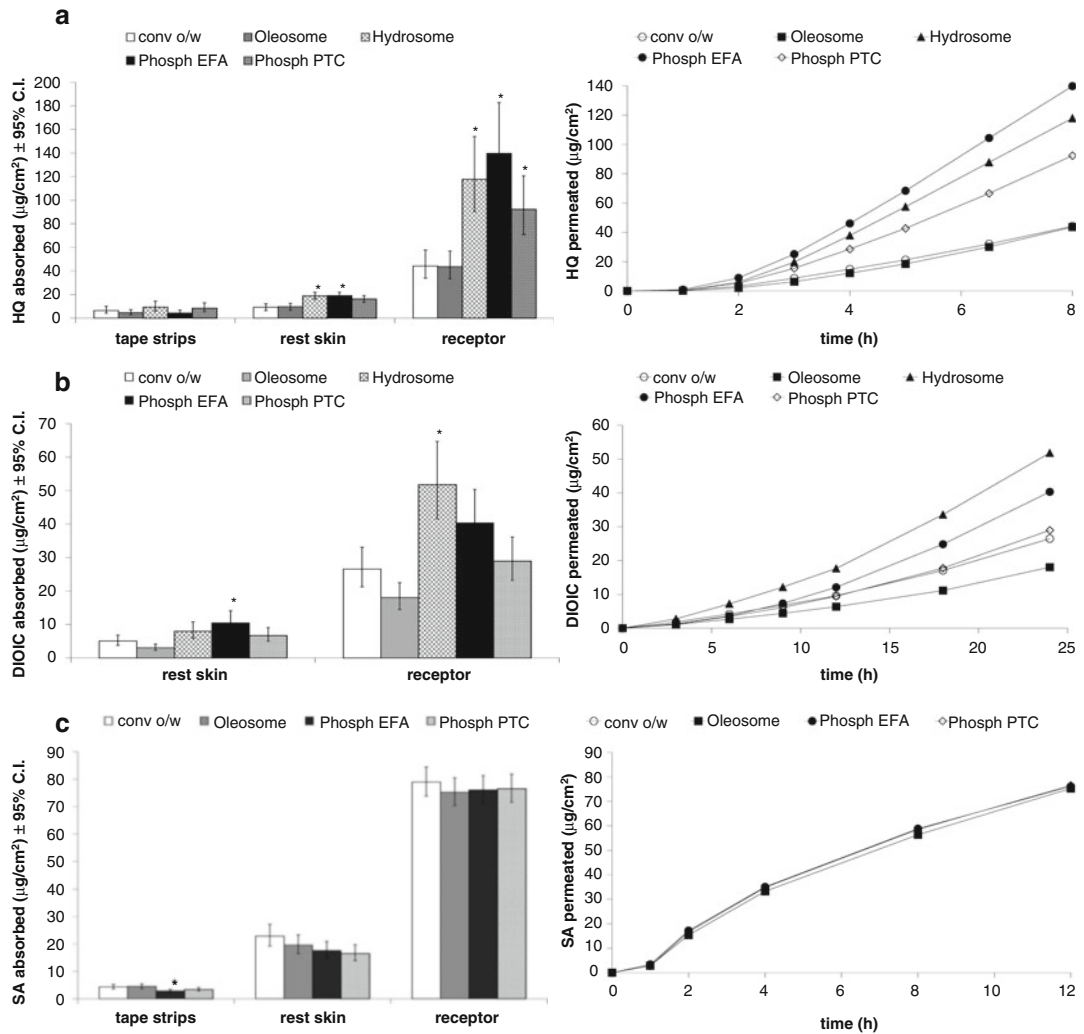 a
conv o/w Oleosome Hydrosome
Phosph EFA Phosph PTC
HQ absorbed (µg/cm²) ± 95% C.I.
200
180
160
140
120
100
80
60
40
20
0
* * * * *
tape strips rest skin receptor
conv o/w Oleosome Hydrosome
Phosph EFA Phosph PTC
HQ permeated (µg/cm²)
140
120
100
80
60
40
20
0
0 2 4 6 8
time (h)
b
conv o/w Oleosome Hydrosome
Phosph EFA Phosph PTC
DIOIC absorbed (µg/cm²) ± 95% C.I.
70
60
50
40
30
20
10
0
* *
rest skin receptor
conv o/w Oleosome Hydrosome
Phosph EFA Phosph PTC
DIOIC permeated (µg/cm²)
60
50
40
30
20
10
0
0 5 10 15 20 25
time (h)
c
conv o/w Oleosome Phosph EFA Phosph PTC
SA absorbed (µg/cm²) ± 95% C.I.
90
80
70
60
50
40
30
20
10
0
*
tape strips rest skin receptor
conv o/w Oleosome Phosph EFA Phosph PTC
SA permeated (µg/cm²)
90
80
70
60
50
40
30
20
10
0
0 2 4 6 8 10 12
time (h)